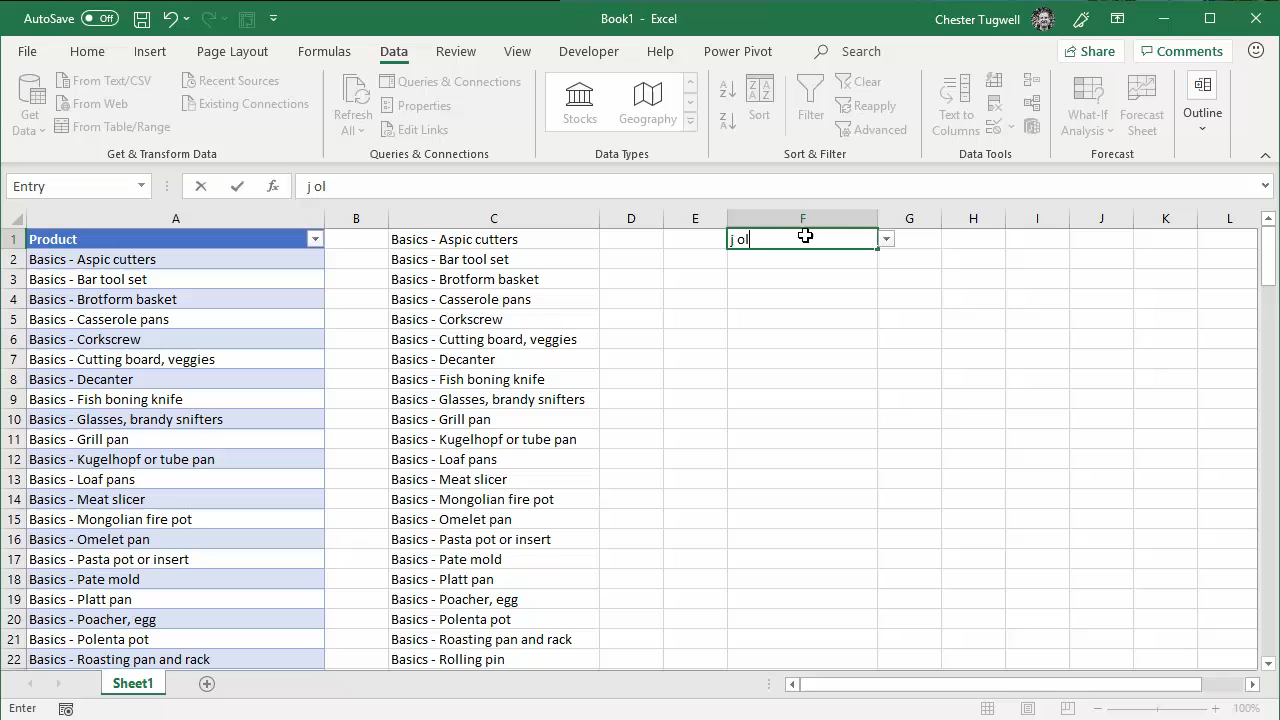 AutoSave Off
Book1 - Excel
Chester Tugwell
File Home Insert Page Layout Formulas Data Review View Developer Help Power Pivot Search Share Comments
Get Data
From Text/CSV
From Web
From Table/Range
Recent Sources
Existing Connections
Get & Transform Data
Refresh All
Queries & Connections
Properties
Edit Links
Queries & Connections
Stocks
Geography
Data Types
Sort
Filter
Clear
Reapply
Advanced
Sort & Filter
Text to Columns
Data Tools
What-If Analysis
Forecast Sheet
Forecast
Outline
Entry
fx
j ol
A B C D E F G H I J K L
1 Product Basics - Aspic cutters j ol
2 Basics - Aspic cutters Basics - Bar tool set
3 Basics - Bar tool set Basics - Brotform basket
4 Basics - Brotform basket Basics - Casserole pans
5 Basics - Casserole pans Basics - Corkscrew
6 Basics - Corkscrew Basics - Cutting board, veggies
7 Basics - Cutting board, veggies Basics - Decanter
8 Basics - Decanter Basics - Fish boning knife
9 Basics - Fish boning knife Basics - Glasses, brandy snifters
10 Basics - Glasses, brandy snifters Basics - Grill pan
11 Basics - Grill pan Basics - Kugelhopf or tube pan
12 Basics - Kugelhopf or tube pan Basics - Loaf pans
13 Basics - Loaf pans Basics - Meat slicer
14 Basics - Meat slicer Basics - Mongolian fire pot
15 Basics - Mongolian fire pot Basics - Omelet pan
16 Basics - Omelet pan Basics - Pasta pot or insert
17 Basics - Pasta pot or insert Basics - Pate mold
18 Basics - Pate mold Basics - Platt pan
19 Basics - Platt pan Basics - Poacher, egg
20 Basics - Poacher, egg Basics - Polenta pot
21 Basics - Polenta pot Basics - Roasting pan and rack
22 Basics - Roasting pan and rack Basics - Rolling pin
Sheet1
Enter
100%